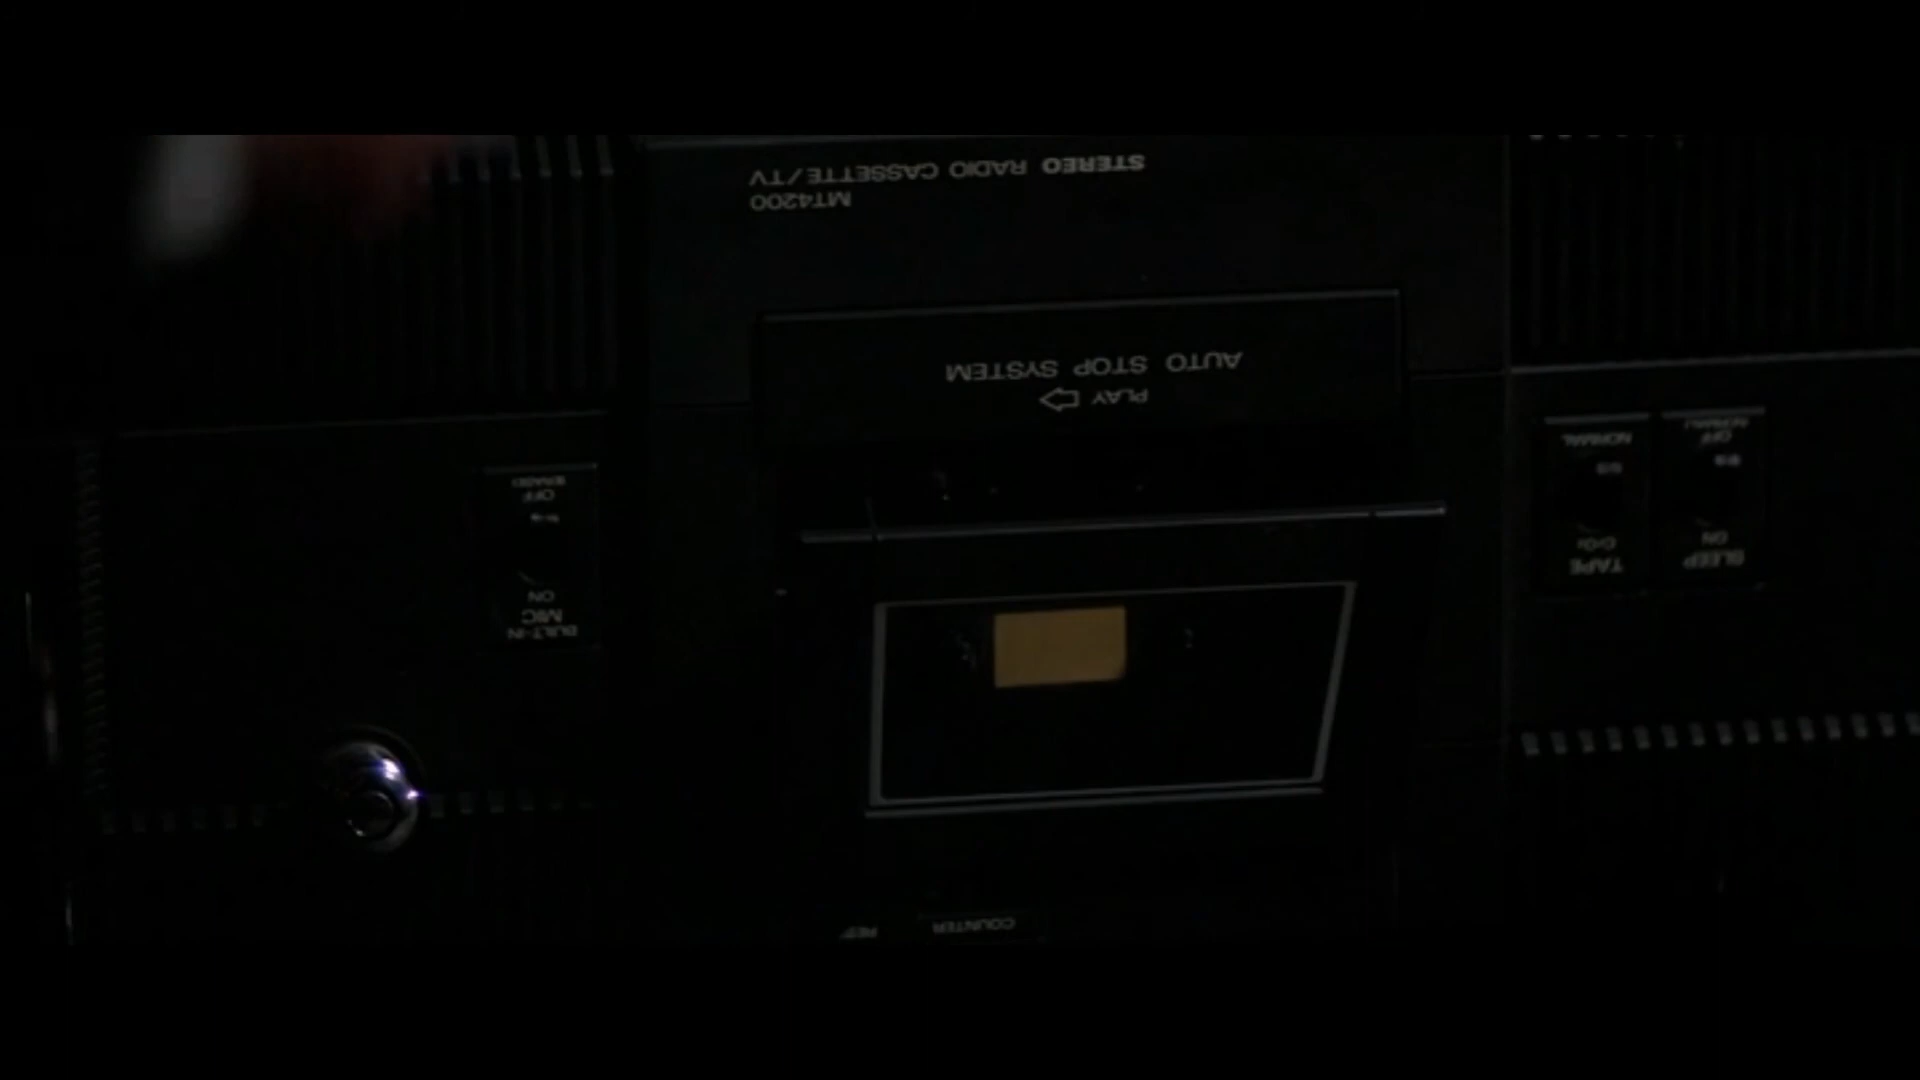 STEREO RADIO CASSETTE/TV
MT4200
AUTO STOP SYSTEM
PLAY
BUILT-IN
MIC
ON
OFF
TAPE
CrO₂
NORMAL
SLEEP
ON
OFF
COUNTER